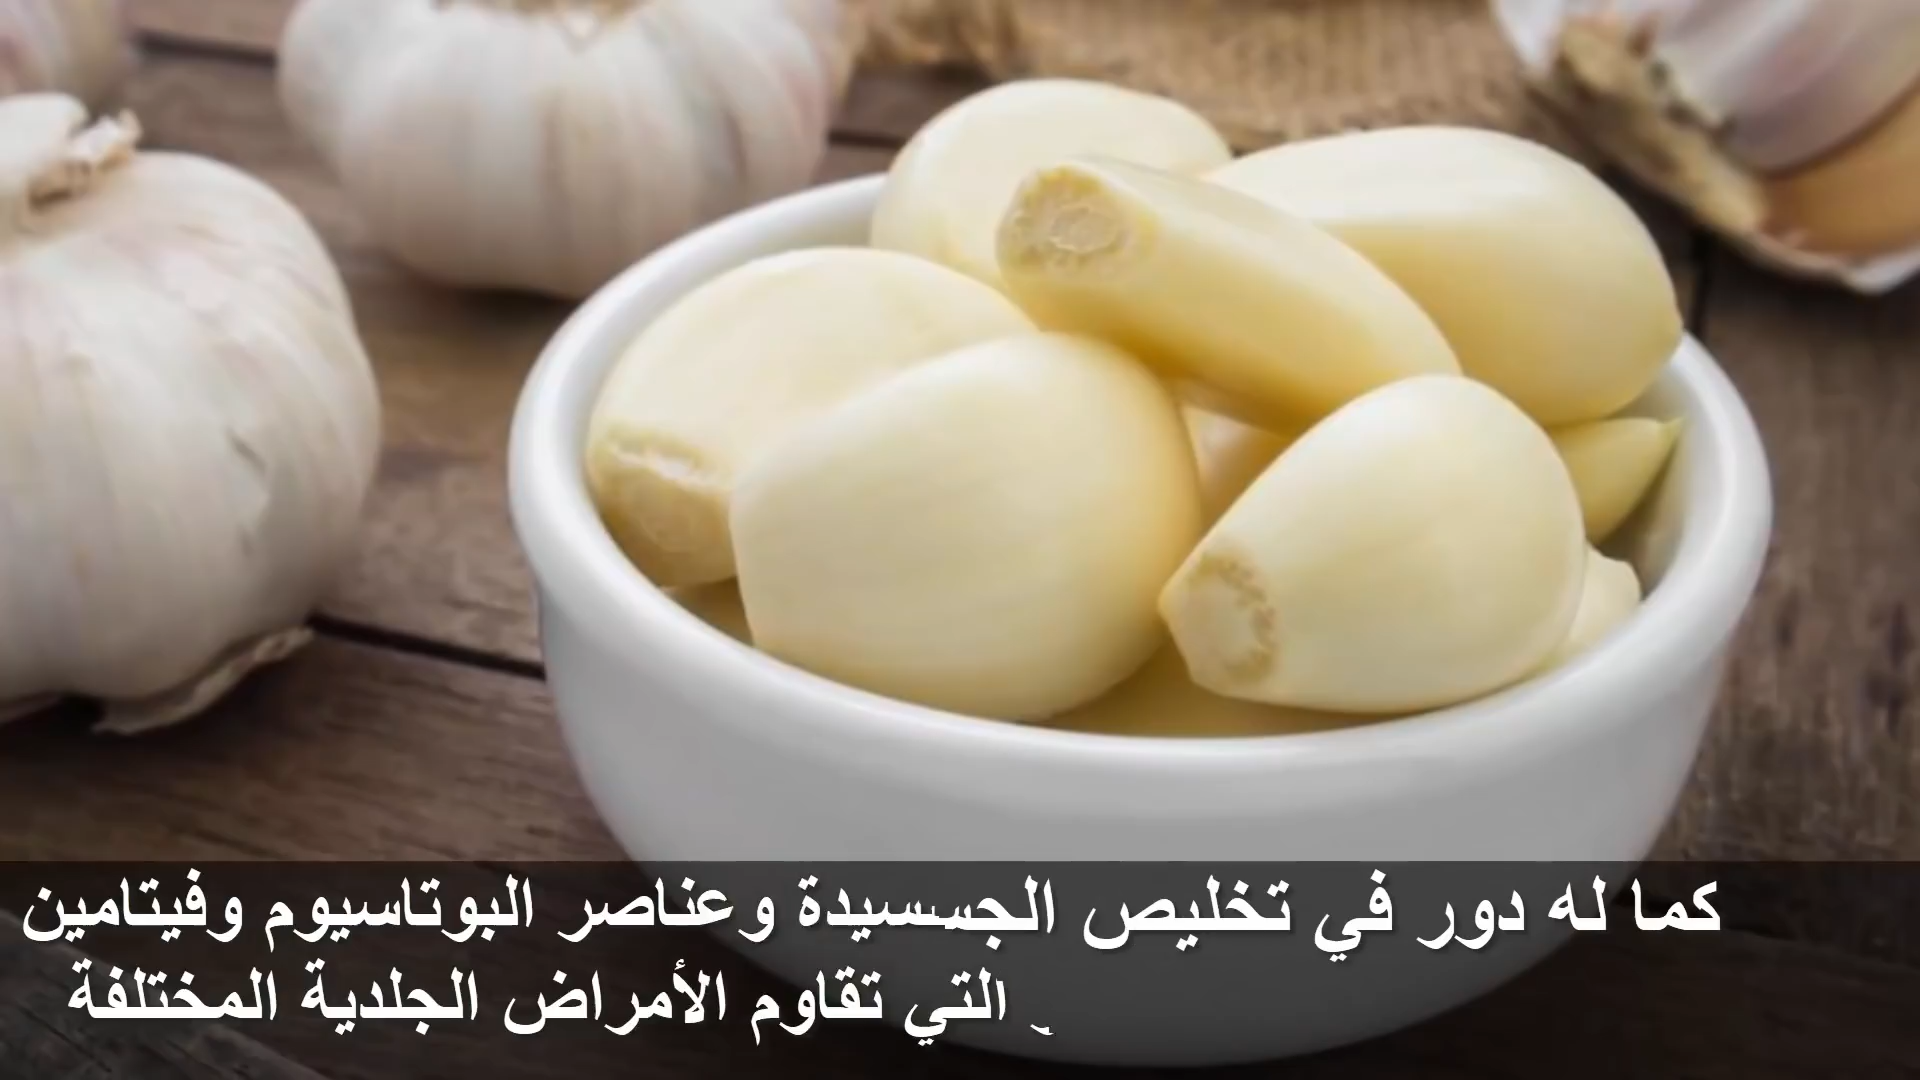 كما له دور في تخليص الجسسيدة وعناصر البوتاسيوم وفيتامين
التي تقاوم الأمراض الجلدية المختلفة